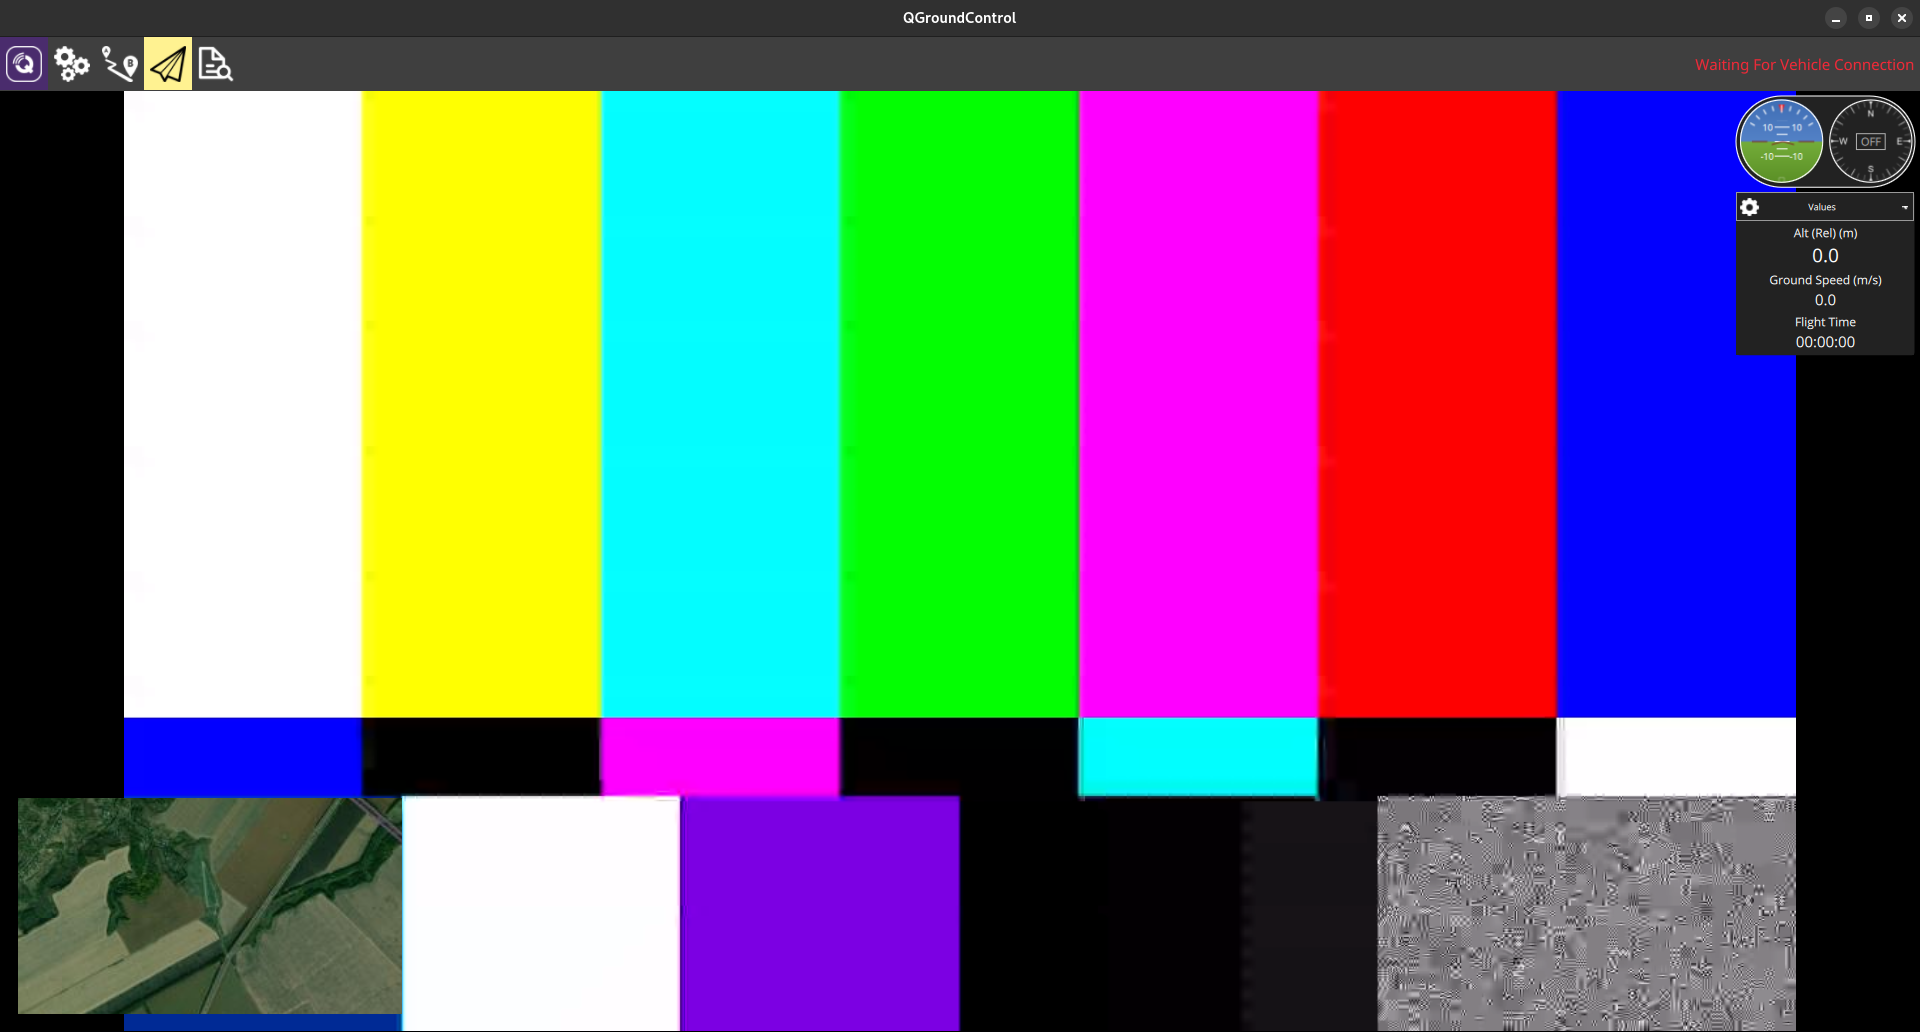 QGroundControl
Waiting For Vehicle Connection
10 10
-10 -10
N
W OFF E
S
Values
Alt (Rel) (m)
0.0
Ground Speed (m/s)
0.0
Flight Time
00:00:00